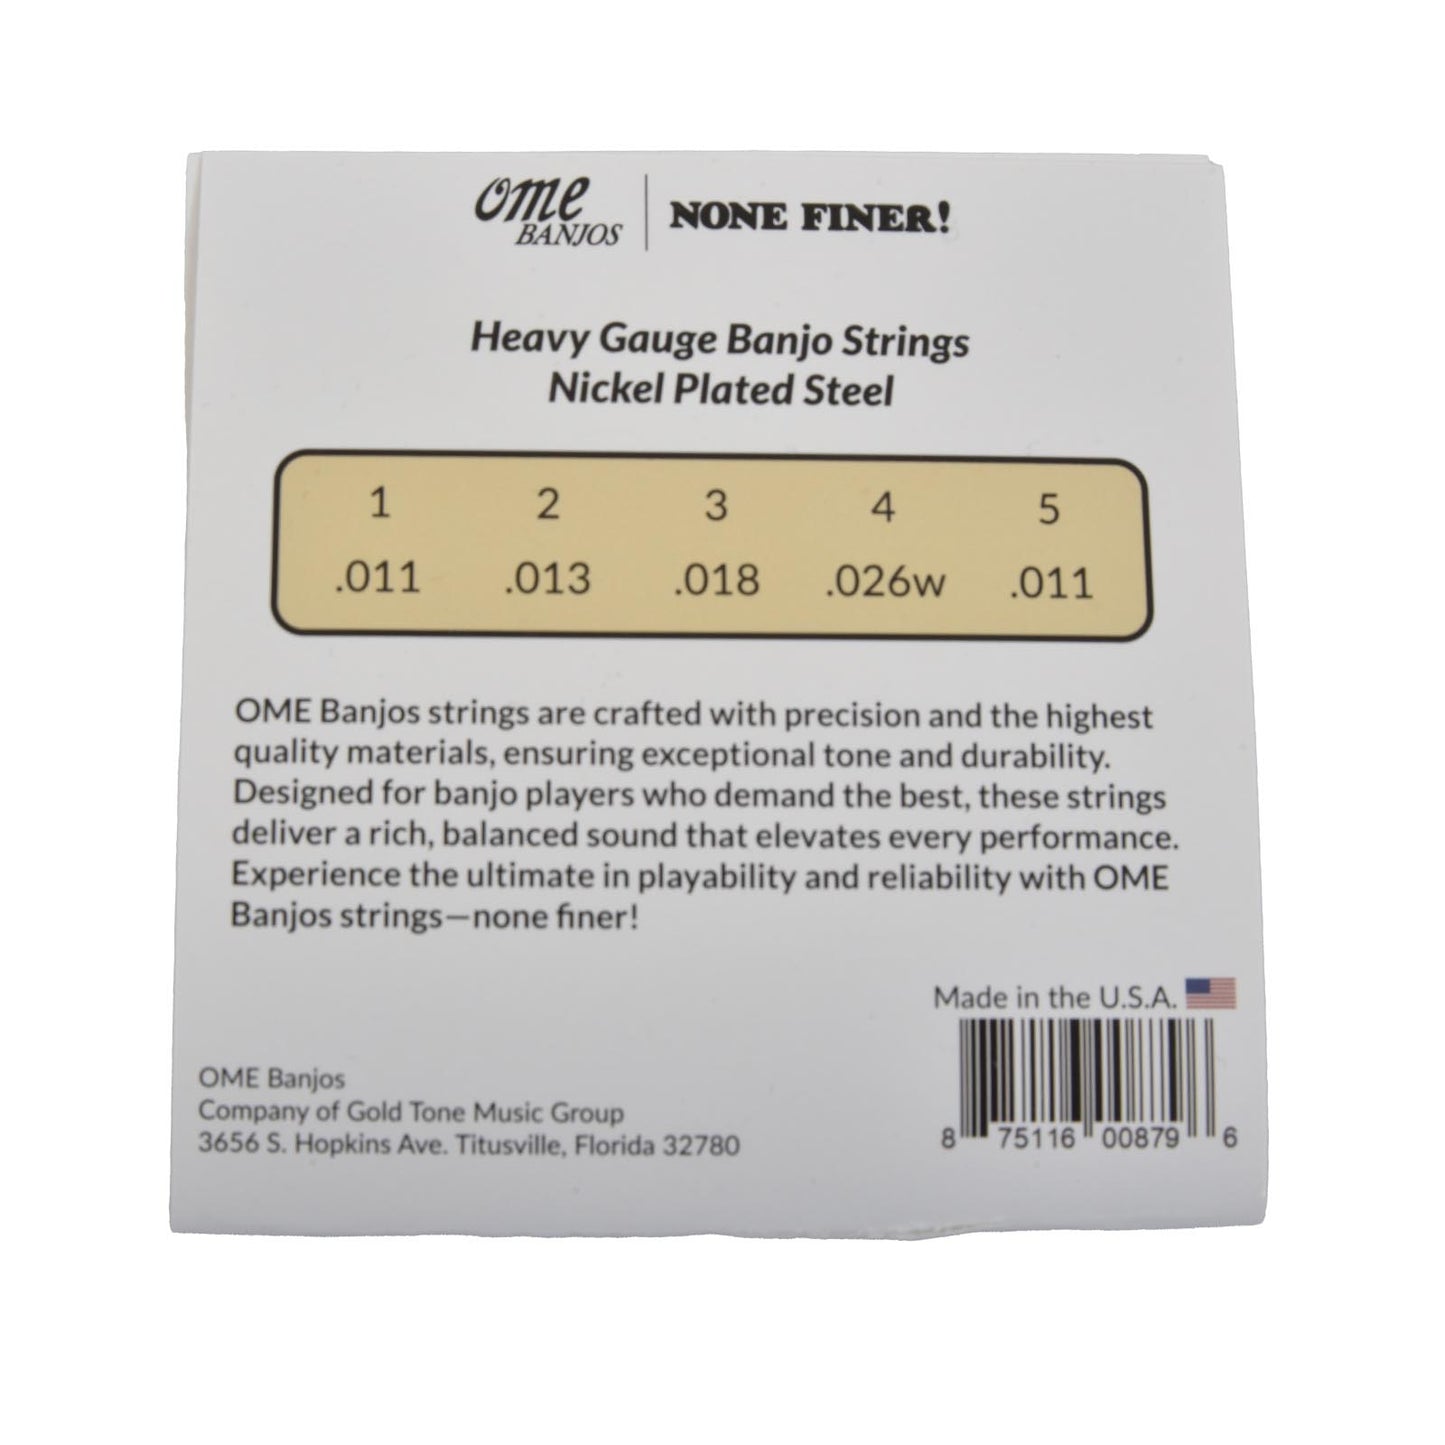 Ome
BANJOS
NONE FINER!
Heavy Gauge Banjo Strings
Nickel Plated Steel
1 2 3 4 5
.011 .013 .018 .026w .011
OME Banjos strings are crafted with precision and the highest
quality materials, ensuring exceptional tone and durability.
Designed for banjo players who demand the best, these strings
deliver a rich, balanced sound that elevates every performance.
Experience the ultimate in playability and reliability with OME
Banjos strings—none finer!
Made in the U.S.A.
OME Banjos
Company of Gold Tone Music Group
3656 S. Hopkins Ave. Titusville, Florida 32780
8 75116 00879 6